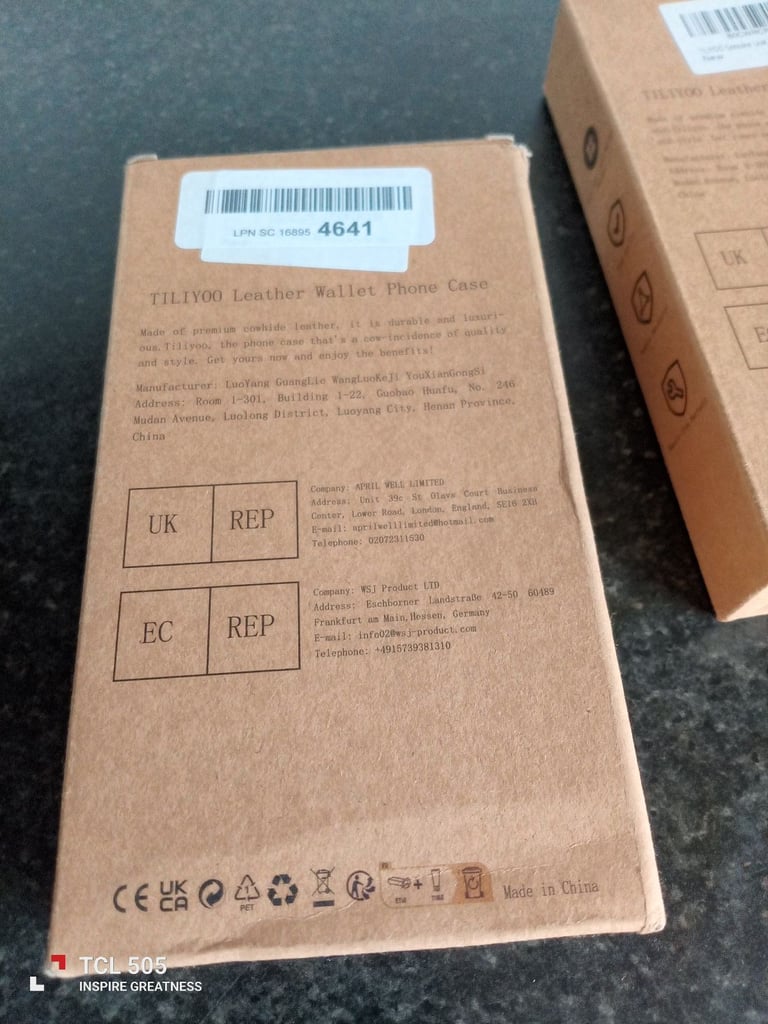 LPN SC 16895 4641
TILIYOO Leather Wallet Phone Case
Made of premium cowhide leather, it is durable and luxuri-
ous.Tiliyoo, the phone case that's a cow-incidence of quality
and style. Get yours now and enjoy the benefits!
Manufacturer: LuoYang GuangLie WangLuoKeJi YouXianGongSi
Address: Room 1-301, Building 1-22, Guobao Huafu, No. 246
Mudan Avenue, Luolong District, Luoyang City, Henan Province,
China
UK REP
Company: APRIL WELL LIMITED
Address: Unit 39c St Olavs Court Business
Center, Lower Road, London, England, SE16 2XB
E-mail: aprilwelllimited@hotmail.com
Telephone: 02072311530
EC REP
Company: WSJ Product LTD
Address: Eschborner Landstraße 42-50 60489
Frankfurt am Main,Hessen, Germany
E-mail: info02@wsj-product.com
Telephone: +4915739381310
CE UK CA PET FR Made in China
TILIYOO Leather
UK
E
TCL 505
INSPIRE GREATNESS